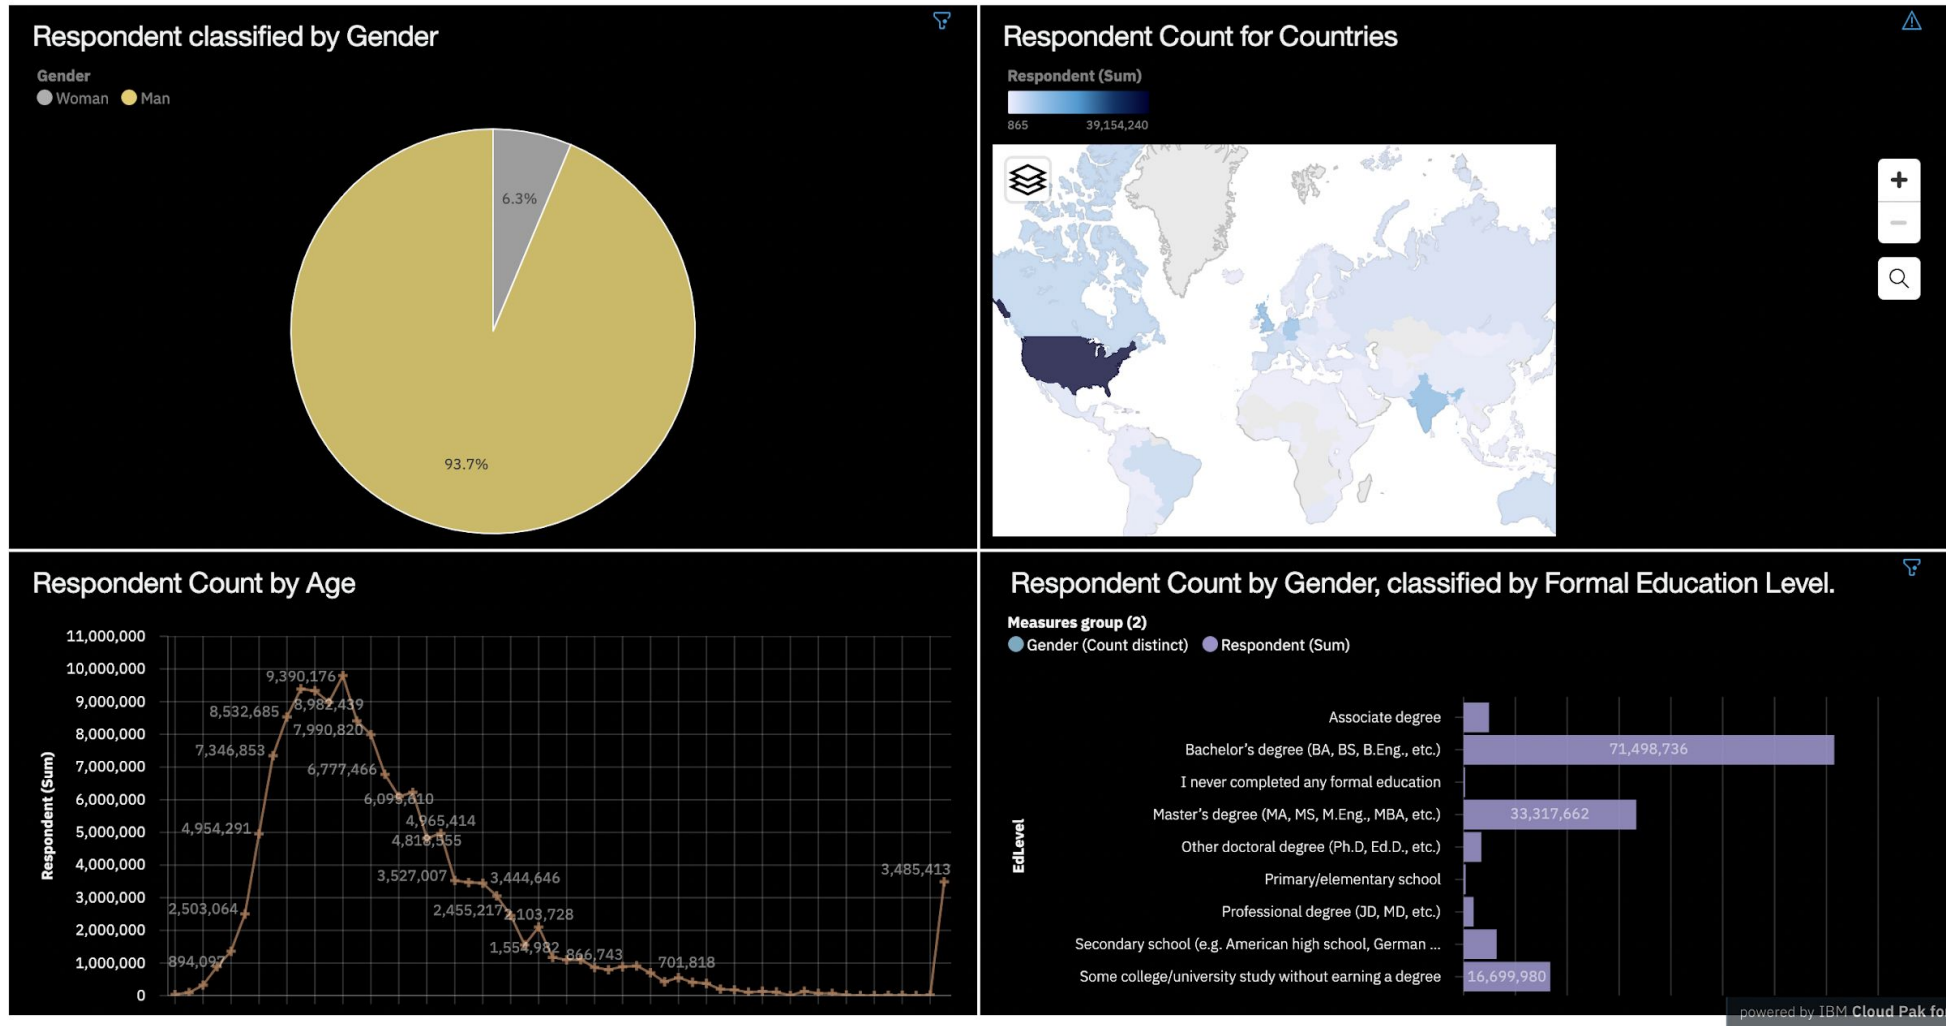 Respondent classified by Gender
Gender
Woman Man
6.3%
93.7%
Respondent Count for Countries
Respondent (Sum)
865 39,154,240
Respondent Count by Age
Respondent (Sum)
11,000,000
10,000,000
9,000,000
8,000,000
7,000,000
6,000,000
5,000,000
4,000,000
3,000,000
2,000,000
1,000,000
0
9,390,176
8,982,439
8,532,685
7,990,820
7,346,853
6,777,466
6,095,610
4,965,414
4,954,291
3,527,007
3,444,646
3,485,413
2,503,064
2,455,217
2,103,728
1,554,982
894,097
866,743
701,818
Respondent Count by Gender, classified by Formal Education Level.
Measures group (2)
Gender (Count distinct) Respondent (Sum)
EdLevel
Associate degree
Bachelor’s degree (BA, BS, B.Eng., etc.) 71,498,736
I never completed any formal education
Master’s degree (MA, MS, M.Eng., MBA, etc.) 33,317,662
Other doctoral degree (Ph.D, Ed.D., etc.)
Primary/elementary school
Professional degree (JD, MD, etc.)
Secondary school (e.g. American high school, German ...
Some college/university study without earning a degree 16,699,980
powered by IBM Cloud Pak fo